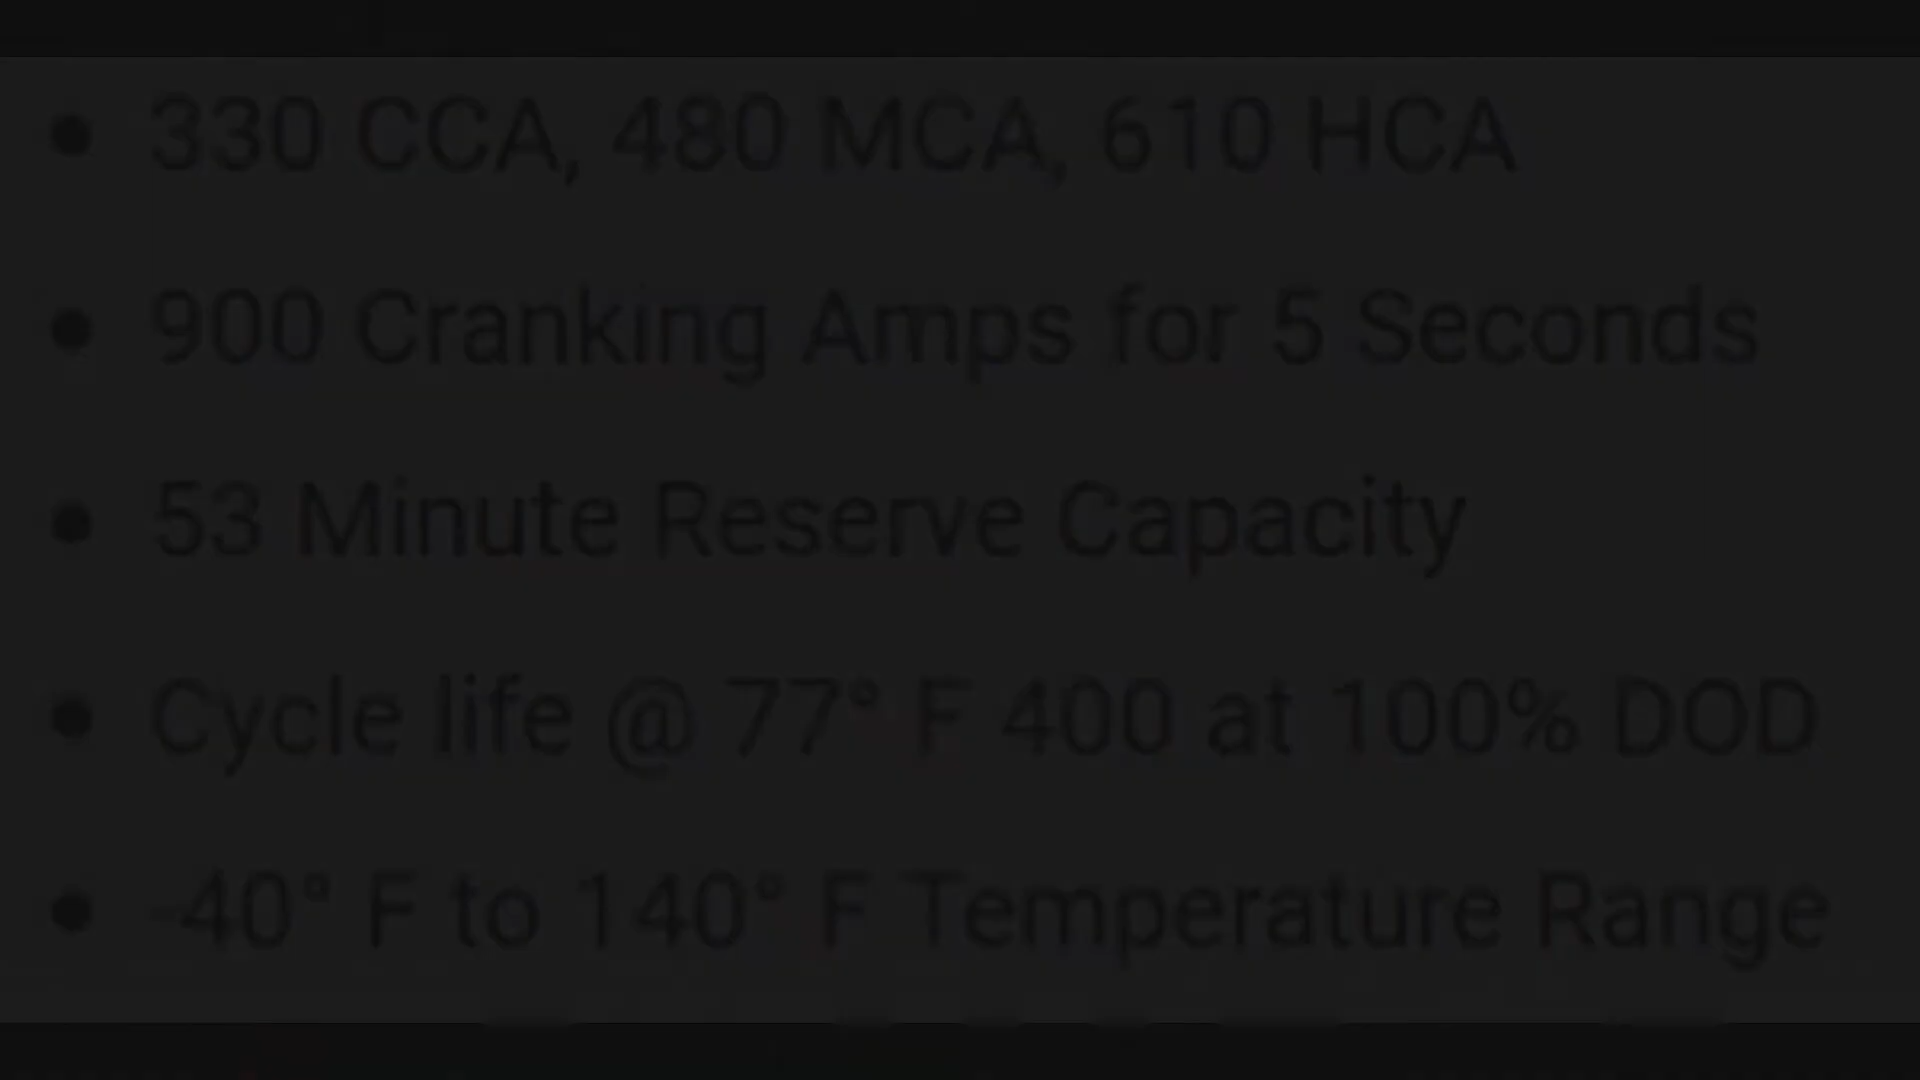 • 330 CCA, 480 MCA, 610 HCA
• 900 Cranking Amps for 5 Seconds
• 53 Minute Reserve Capacity
• Cycle life @ 77° F 400 at 100% DOD
• -40° F to 140° F Temperature Range